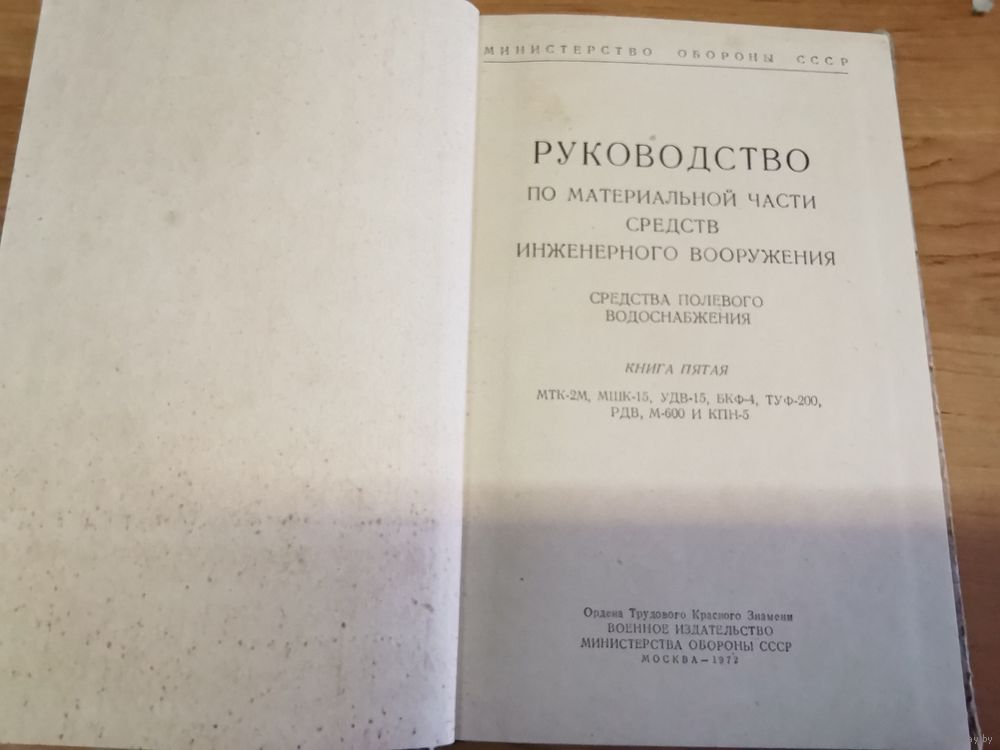 МИНИСТЕРСТВО ОБОРОНЫ СССР
РУКОВОДСТВО
ПО МАТЕРИАЛЬНОЙ ЧАСТИ
СРЕДСТВ
ИНЖЕНЕРНОГО ВООРУЖЕНИЯ
СРЕДСТВА ПОЛЕВОГО
ВОДОСНАБЖЕНИЯ
КНИГА ПЯТАЯ
МТК-2М, МШК-15, УДВ-15, БКФ-4, ТУФ-200,
РДВ, М-600 И КПН-5
Ордена Трудового Красного Знамени
ВОЕННОЕ ИЗДАТЕЛЬСТВО
МИНИСТЕРСТВА ОБОРОНЫ СССР
МОСКВА — 1972